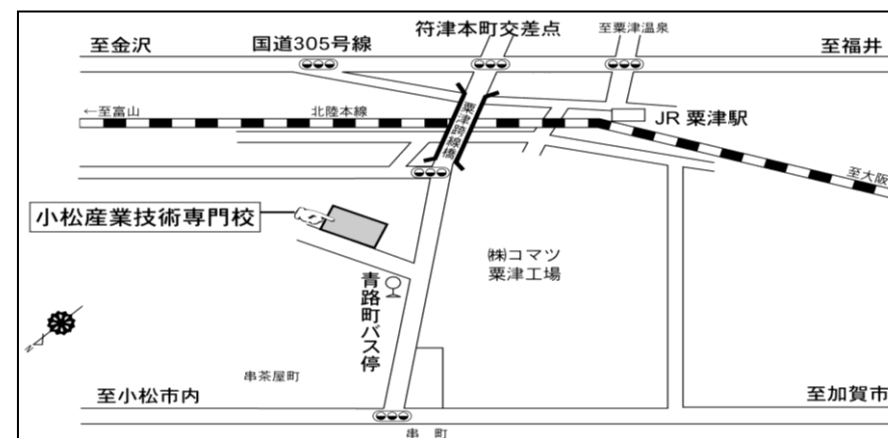 符津本町交差点
至金沢
国道305号線
至粟津温泉
至福井
←至富山
北陸本線
粟津跨線橋
JR 粟津駅
至大阪
小松産業技術専門校
㈱コマツ
粟津工場
青路町バス停
N
串茶屋町
至小松市内
至加賀市
串 町